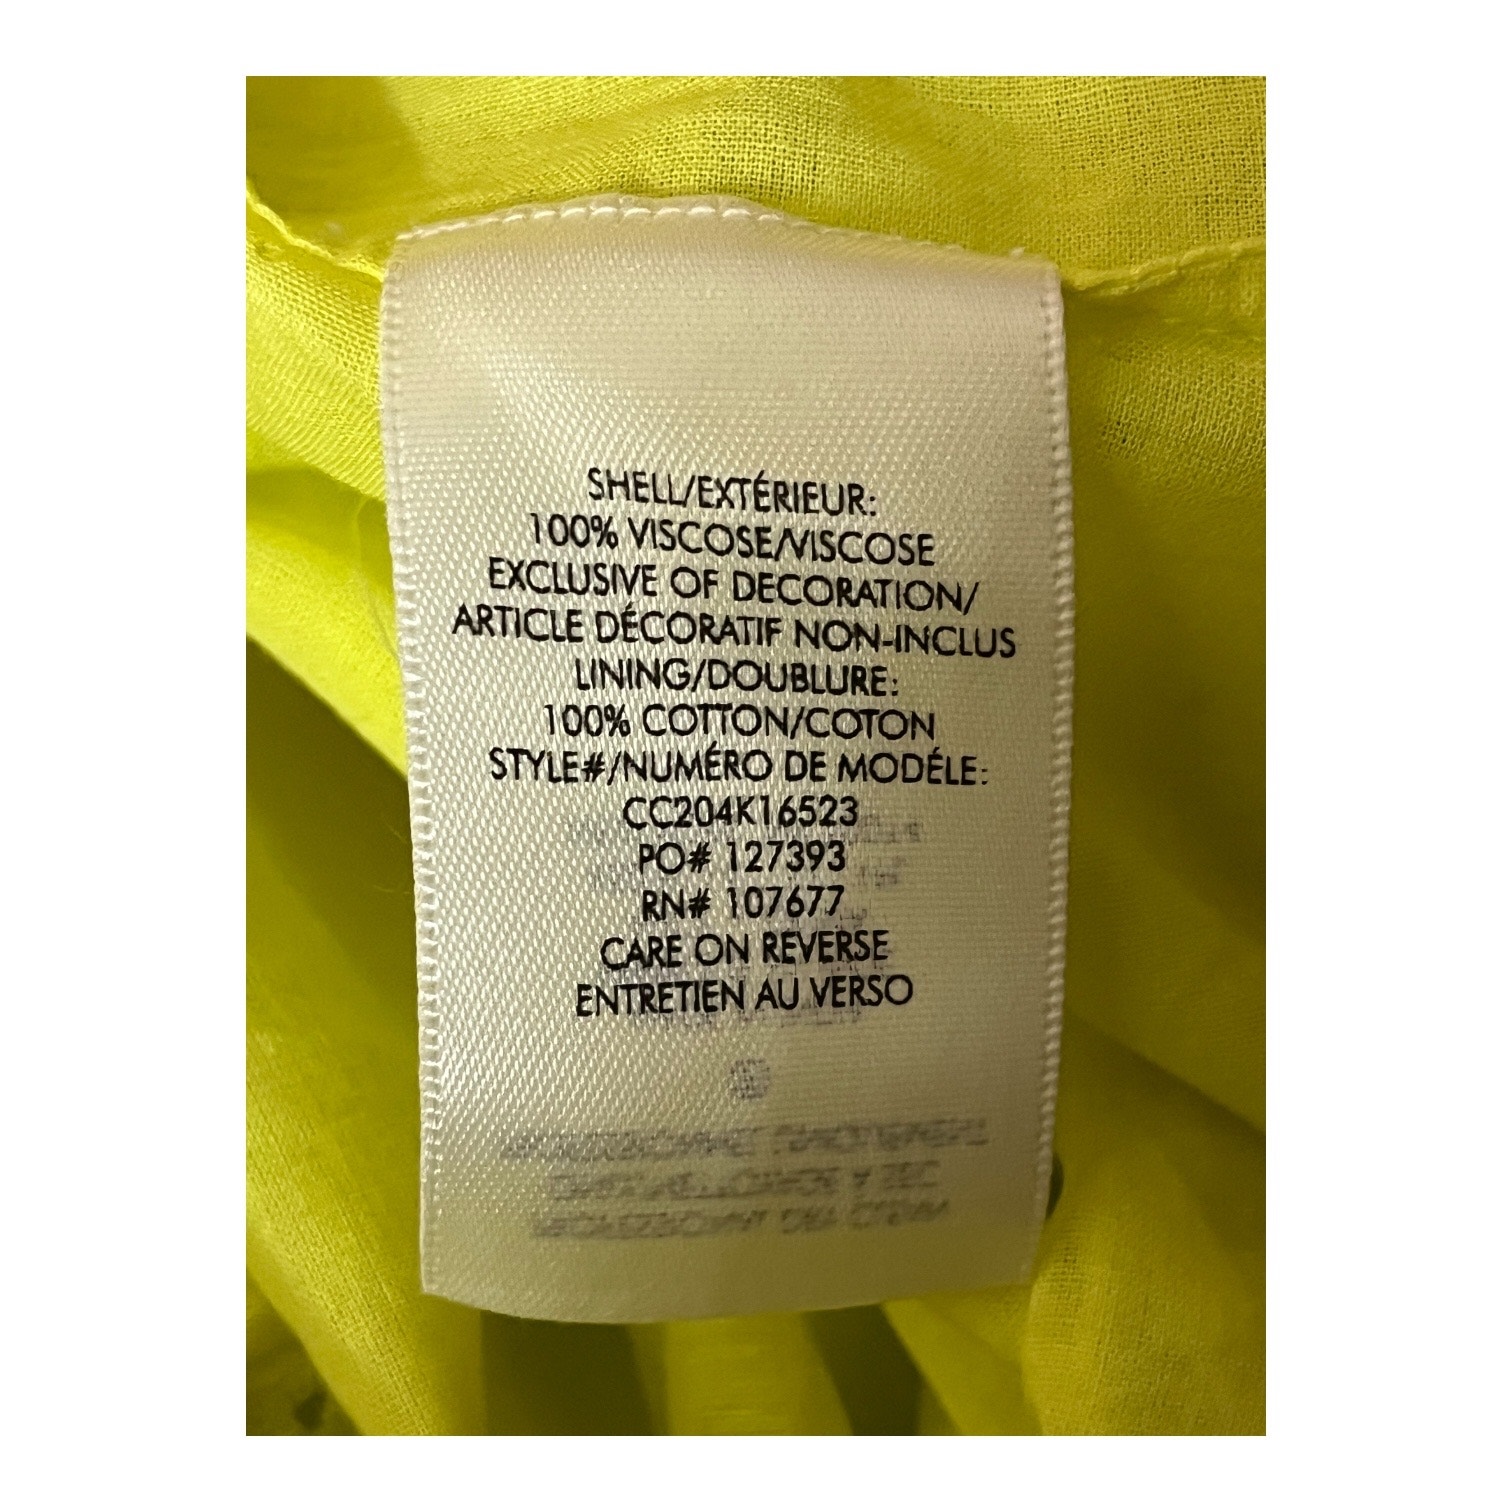 SHELL/EXTÉRIEUR:
100% VISCOSE/VISCOSE
EXCLUSIVE OF DECORATION/
ARTICLE DÉCORATIF NON-INCLUS
LINING/DOUBLURE:
100% COTTON/COTON
STYLE#/NUMÉRO DE MODÉLE:
CC204K16523
PO# 127393
RN# 107677
CARE ON REVERSE
ENTRETIEN AU VERSO